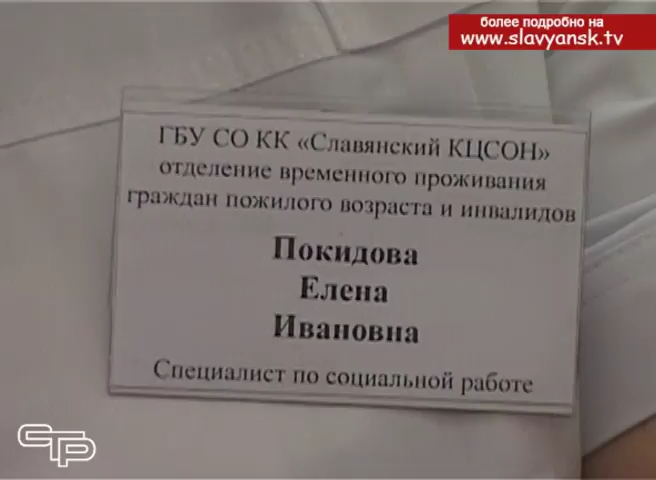 более подробно на
www.slavyansk.tv
ГБУ СО КК «Славянский КЦСОН»
отделение временного проживания
граждан пожилого возраста и инвалидов
Покидова
Елена
Ивановна
Специалист по социальной работе
СТР